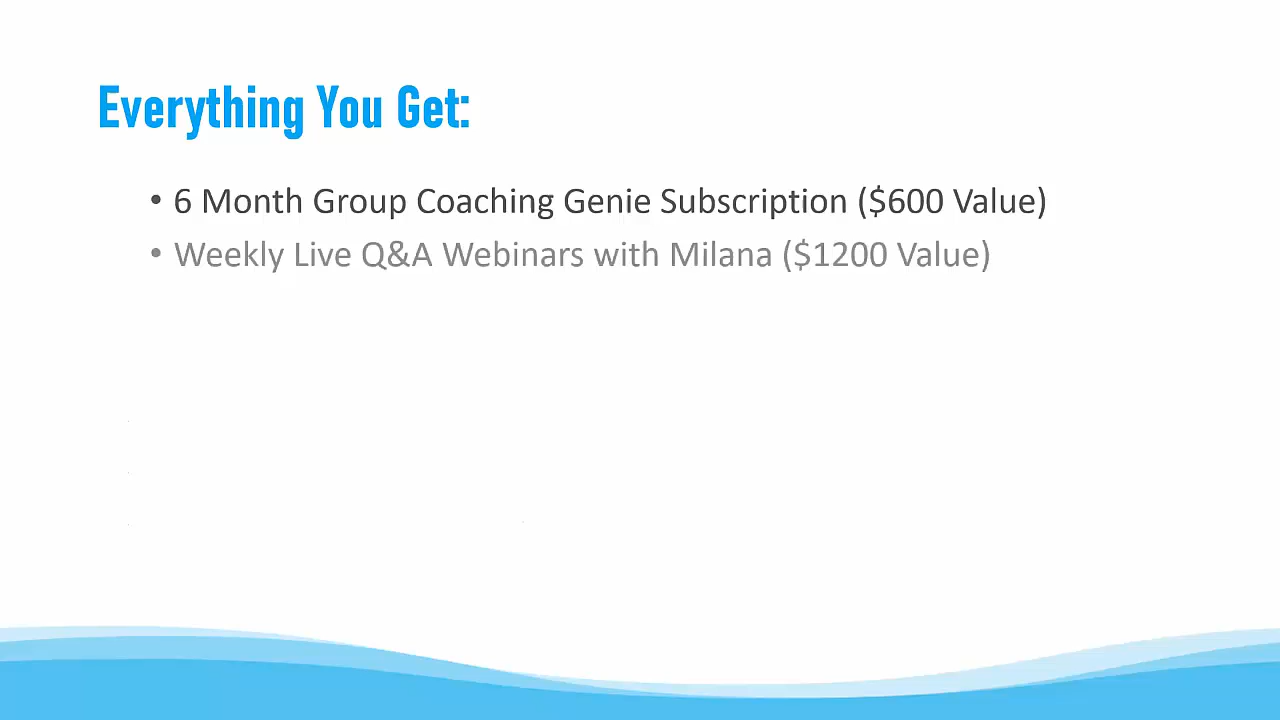 Everything You Get:
• 6 Month Group Coaching Genie Subscription ($600 Value)
• Weekly Live Q&A Webinars with Milana ($1200 Value)